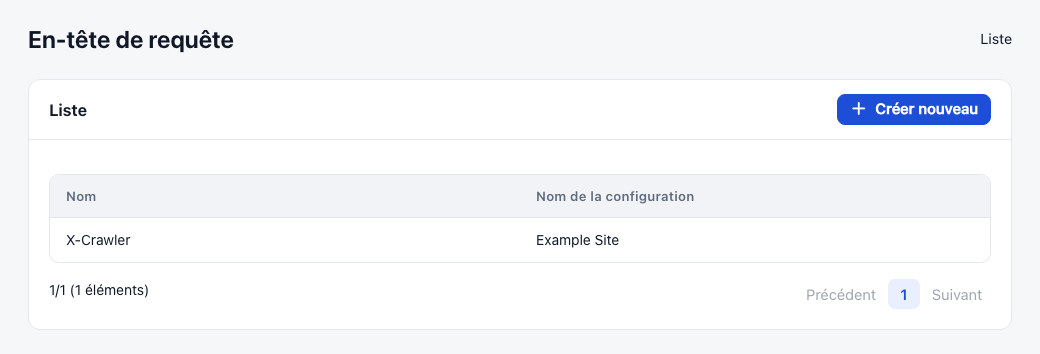 En-tête de requête
Liste
Liste
Créer nouveau
Nom
Nom de la configuration
X-Crawler
Example Site
1/1 (1 éléments)
Précédent
1
Suivant